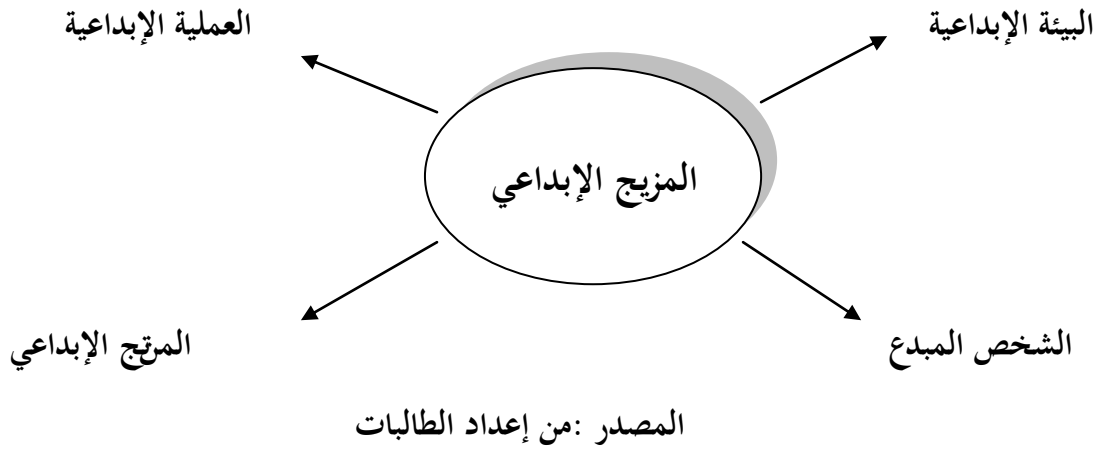 البيئة الإبداعية
العملية الإبداعية
المزيج الإبداعي
الشخص المبدع
المرتج الإبداعي
المصدر :من إعداد الطالبات